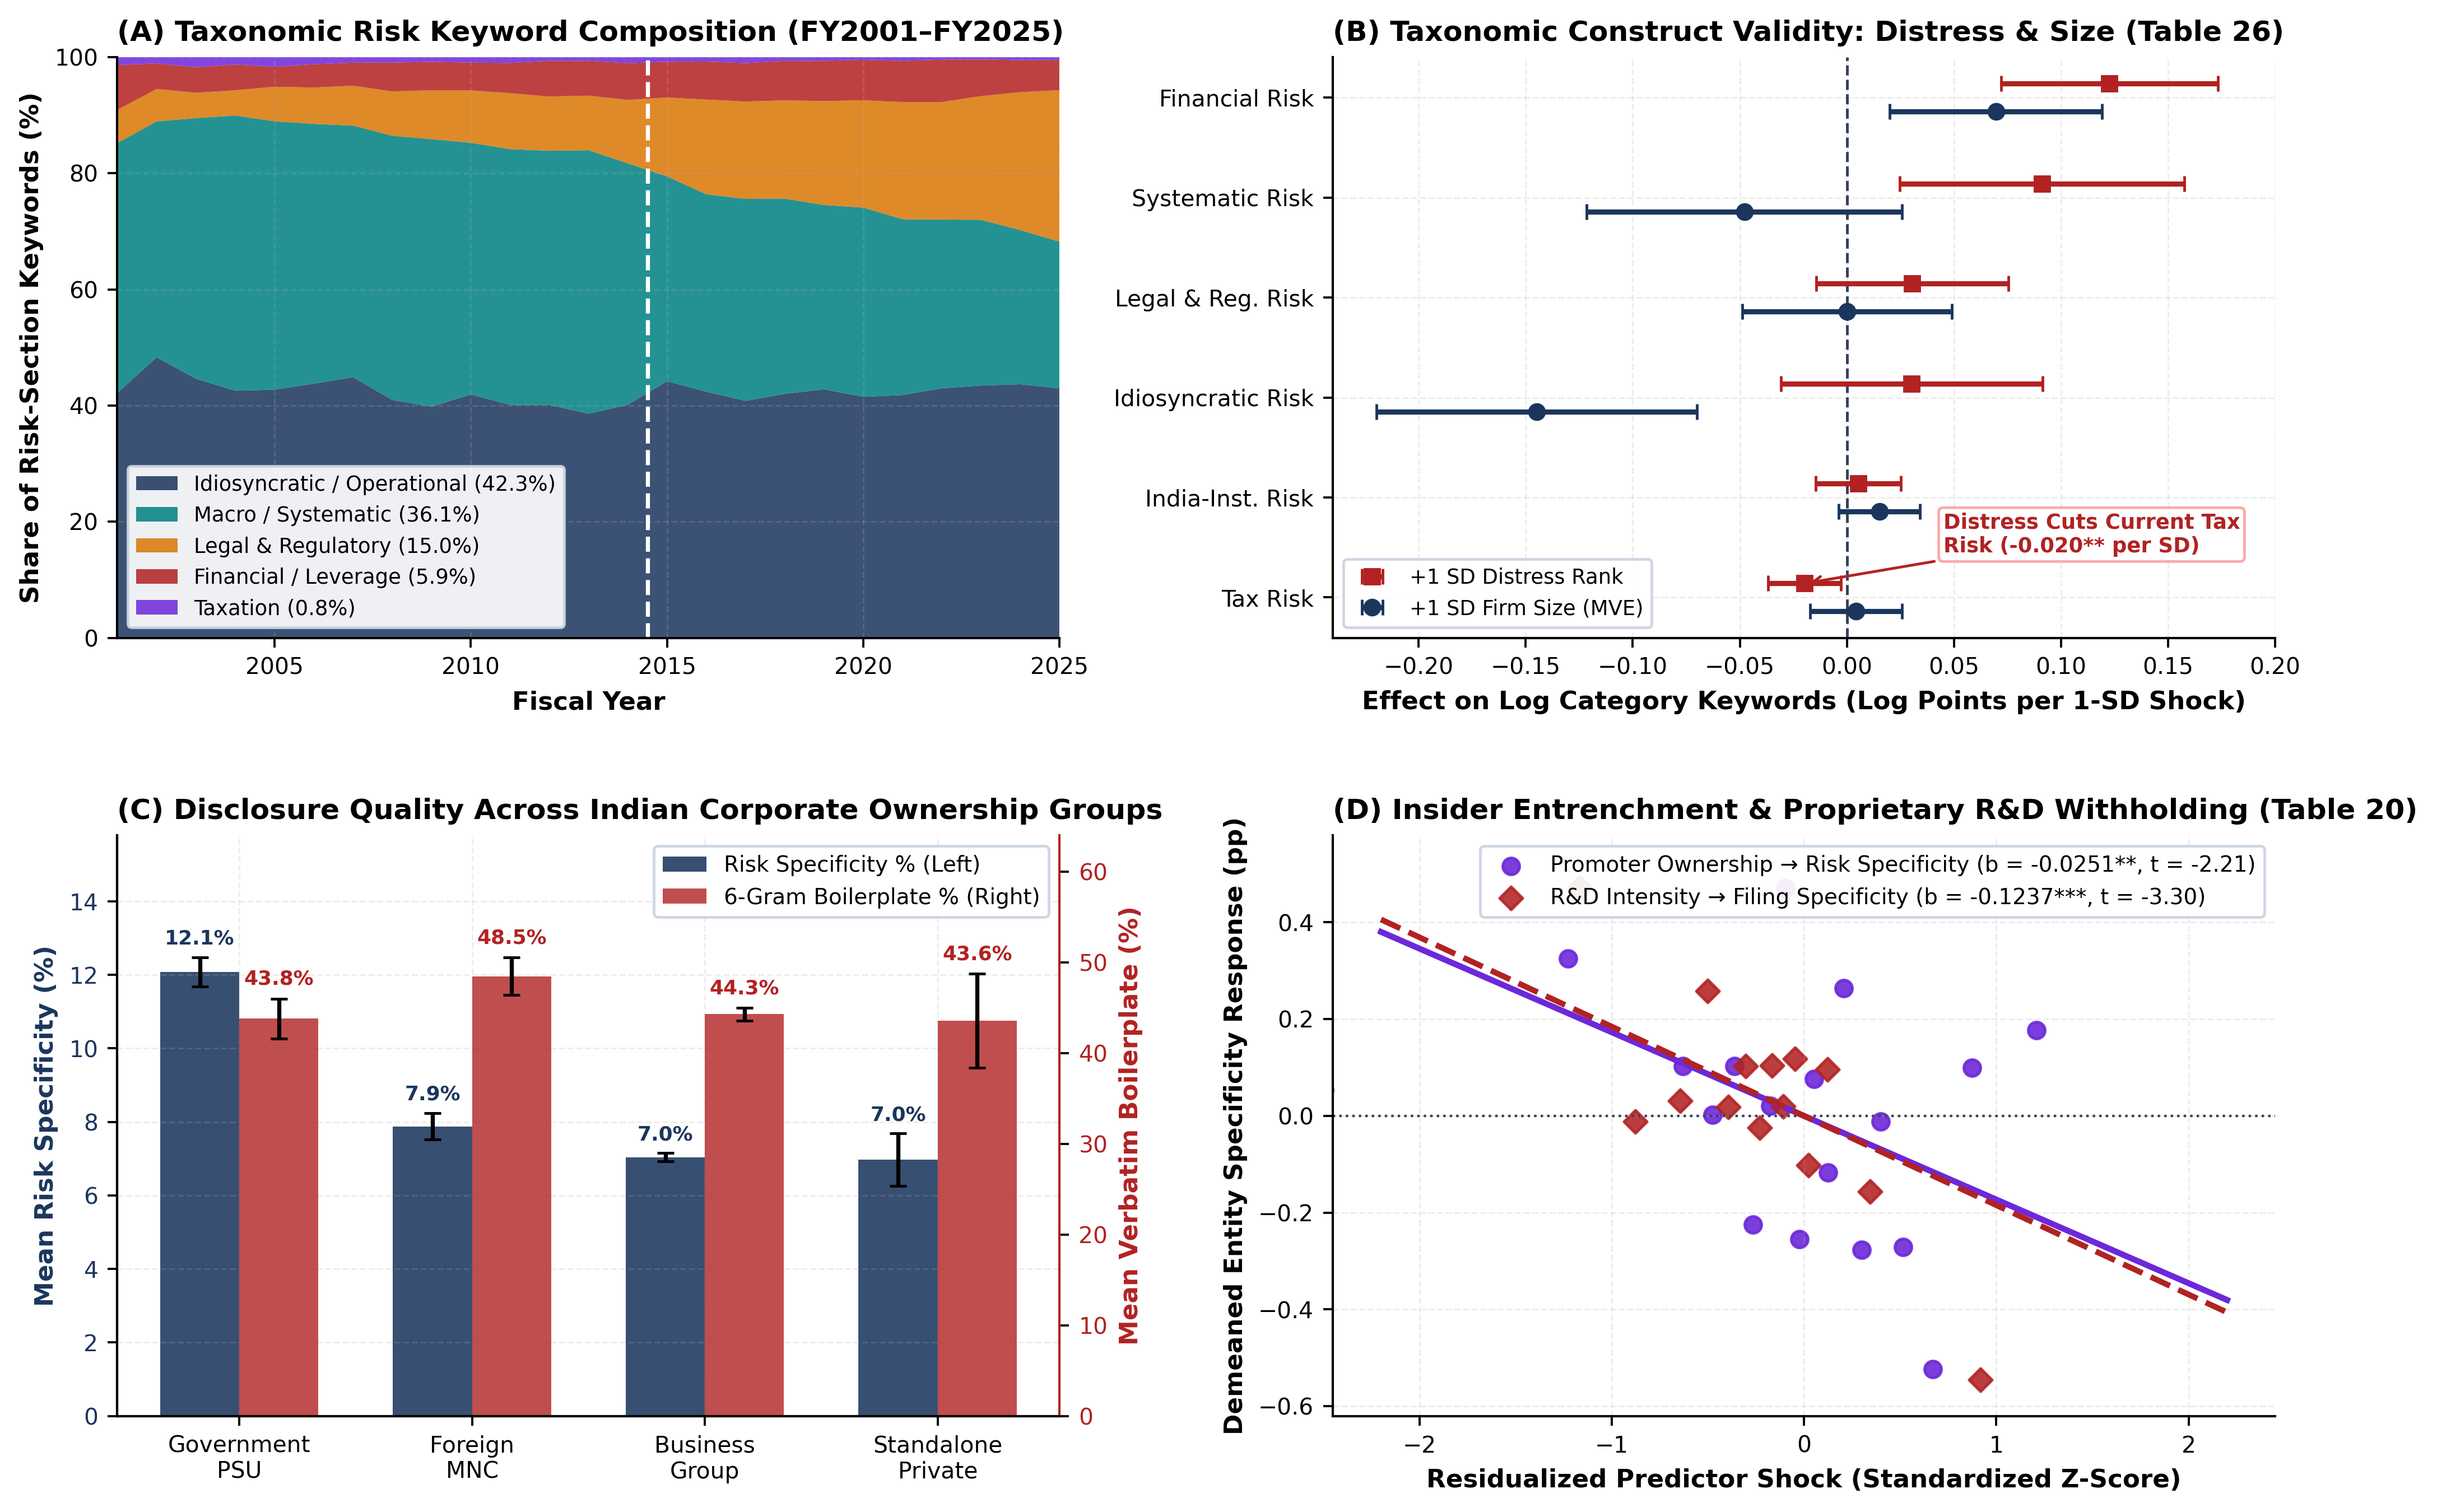 (A) Taxonomic Risk Keyword Composition (FY2001–FY2025)
Share of Risk-Section Keywords (%)
100
80
60
40
20
0
Idiosyncratic / Operational (42.3%)
Macro / Systematic (36.1%)
Legal & Regulatory (15.0%)
Financial / Leverage (5.9%)
Taxation (0.8%)
2005 2010 2015 2020 2025
Fiscal Year
(B) Taxonomic Construct Validity: Distress & Size (Table 26)
Financial Risk
Systematic Risk
Legal & Reg. Risk
Idiosyncratic Risk
India-Inst. Risk
Tax Risk
Distress Cuts Current Tax
Risk (-0.020** per SD)
+1 SD Distress Rank
+1 SD Firm Size (MVE)
−0.20 −0.15 −0.10 −0.05 0.00 0.05 0.10 0.15 0.20
Effect on Log Category Keywords (Log Points per 1-SD Shock)
(C) Disclosure Quality Across Indian Corporate Ownership Groups
Mean Risk Specificity (%)
14
12
10
8
6
4
2
0
Risk Specificity % (Left)
6-Gram Boilerplate % (Right)
12.1%
43.8%
7.9%
48.5%
7.0%
44.3%
7.0%
43.6%
60
50
40
30
20
10
0
Mean Verbatim Boilerplate (%)
Government
PSU
Foreign
MNC
Business
Group
Standalone
Private
(D) Insider Entrenchment & Proprietary R&D Withholding (Table 20)
Demeaned Entity Specificity Response (pp)
Promoter Ownership → Risk Specificity (b = -0.0251**, t = -2.21)
R&D Intensity → Filing Specificity (b = -0.1237***, t = -3.30)
0.4
0.2
0.0
−0.2
−0.4
−0.6
−2 −1 0 1 2
Residualized Predictor Shock (Standardized Z-Score)